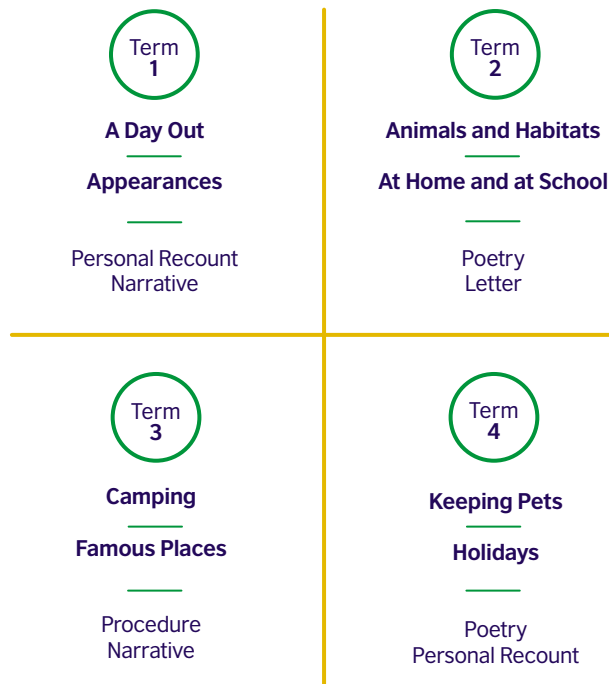 Term
1
A Day Out
Appearances
Personal Recount
Narrative
Term
2
Animals and Habitats
At Home and at School
Poetry
Letter
Term
3
Camping
Famous Places
Procedure
Narrative
Term
4
Keeping Pets
Holidays
Poetry
Personal Recount